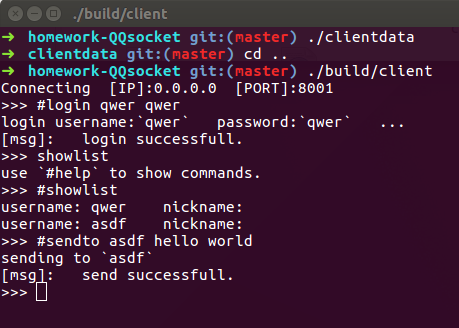 ./build/client
➜  homework-QQsocket git:(master) ./clientdata
➜  clientdata git:(master) cd ..
➜  homework-QQsocket git:(master) ./build/client
Connecting  [IP]:0.0.0.0  [PORT]:8001
>>> #login qwer qwer
login username:`qwer`   password:`qwer`   ...
[msg]:   login successfull.
>>> showlist
use `#help` to show commands.
>>> #showlist
username: qwer    nickname:
username: asdf    nickname:
>>> #sendto asdf hello world
sending to `asdf`
[msg]:   send successfull.
>>>